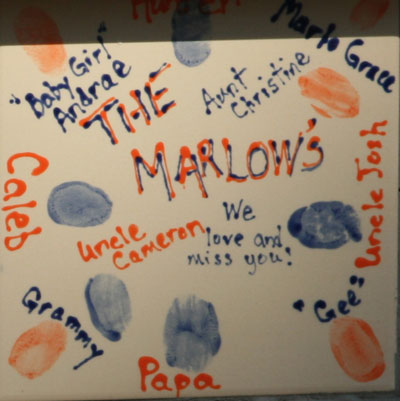 Marlo Grace
"Baby Girl"
Andrae
Aunt
Christine
THE
MARLOW'S
Caleb
Uncle
Cameron
We
love and
miss you!
Uncle Josh
"Gee"
Grammy
Papa